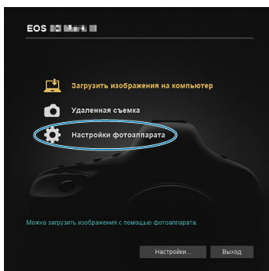 EOS
Загрузить изображения на компьютер
Удаленная съемка
Настройки фотоаппарата
Можно загрузить изображения с помощью фотоаппарата.
Настройки... Выход